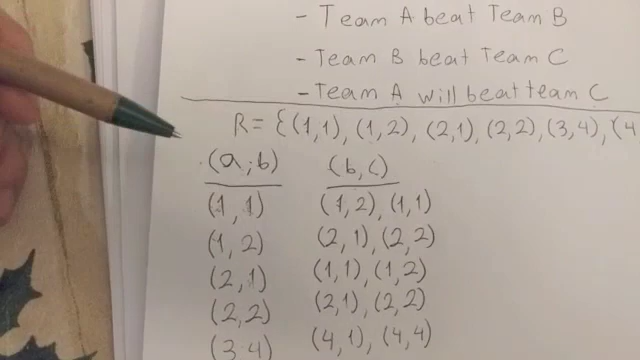 - Team A beat Team B
- Team B beat Team C
- Team A will beat team C
R = {(1,1), (1,2), (2,1), (2,2), (3,4), (4
(a,b) (b,c)
(1,1) (1,2), (1,1)
(1,2) (2,1), (2,2)
(2,1) (1,1), (1,2)
(2,2) (2,1), (2,2)
(3,4) (4,1), (4,4)